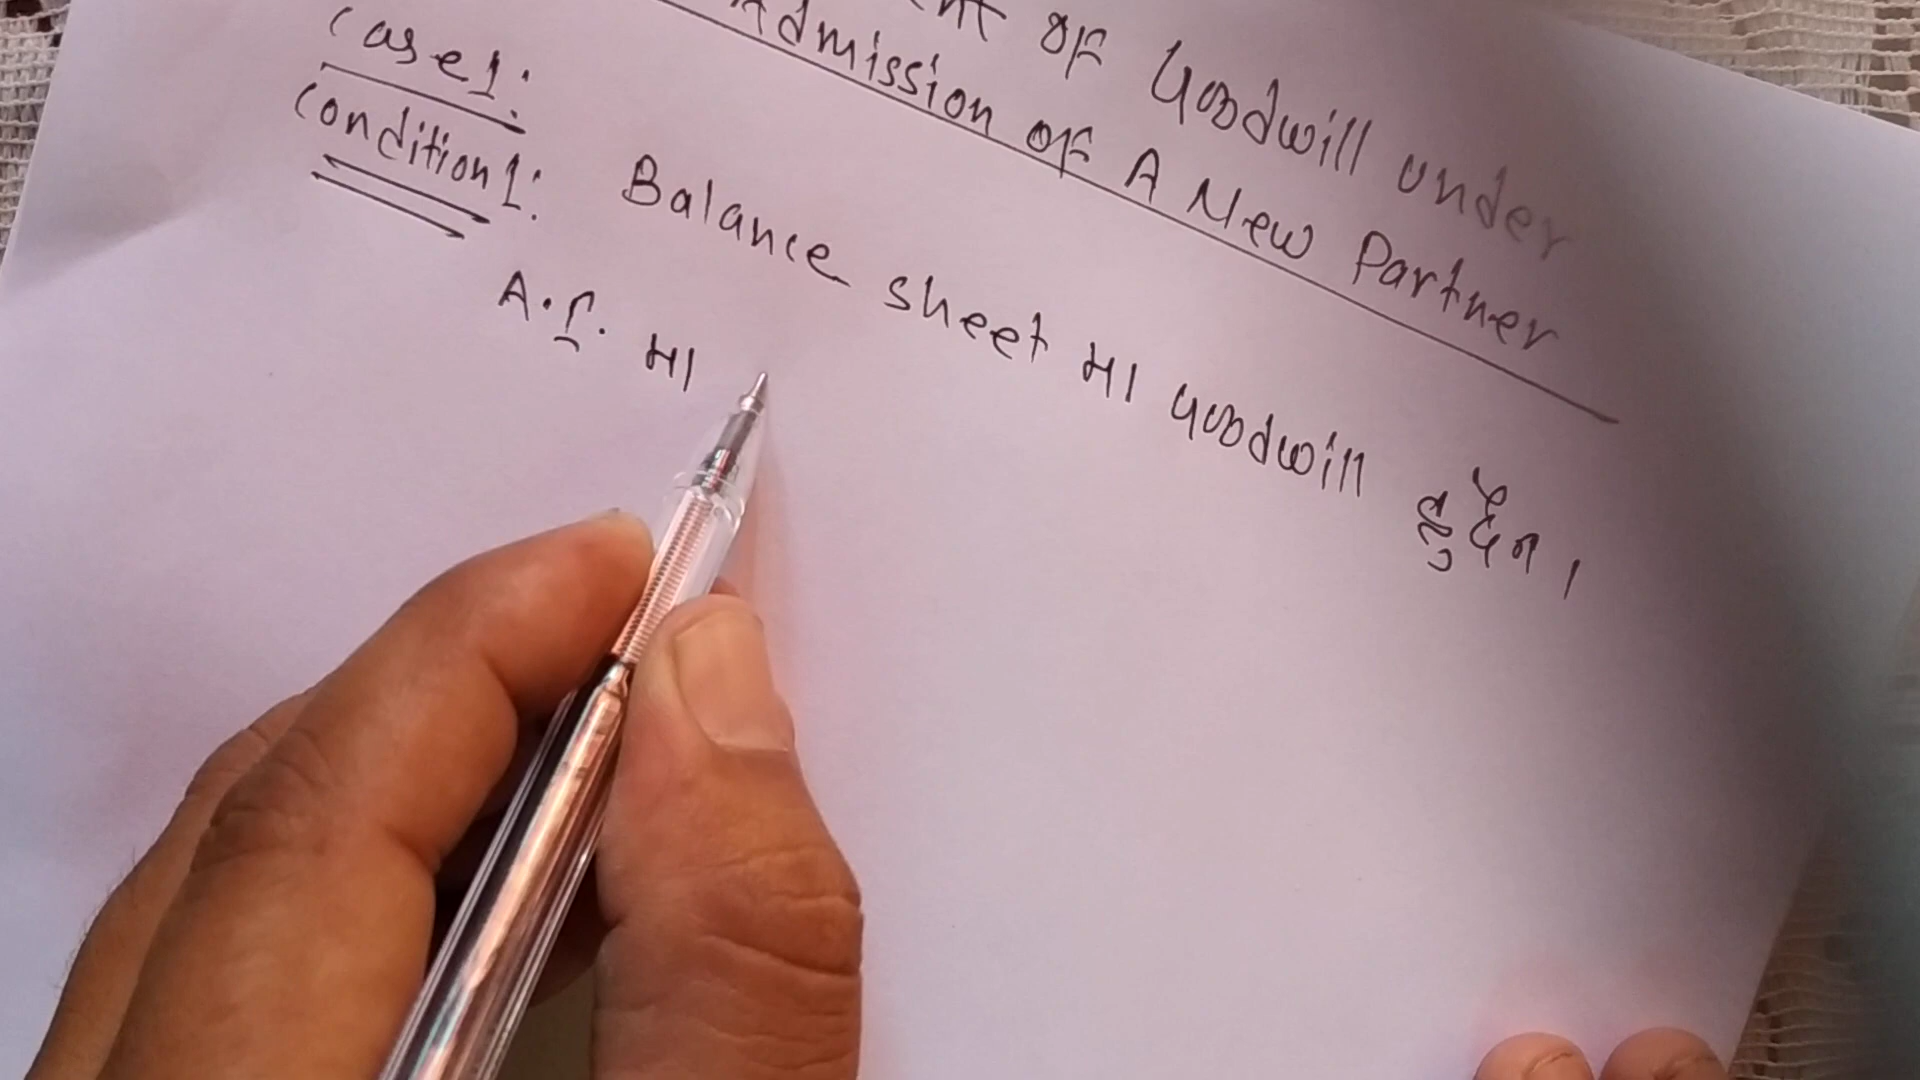 of Goodwill under
Admission of A New Partner
Case 1:
Condition 1: Balance sheet मा Goodwill हुँदैन ।
A.I. मा